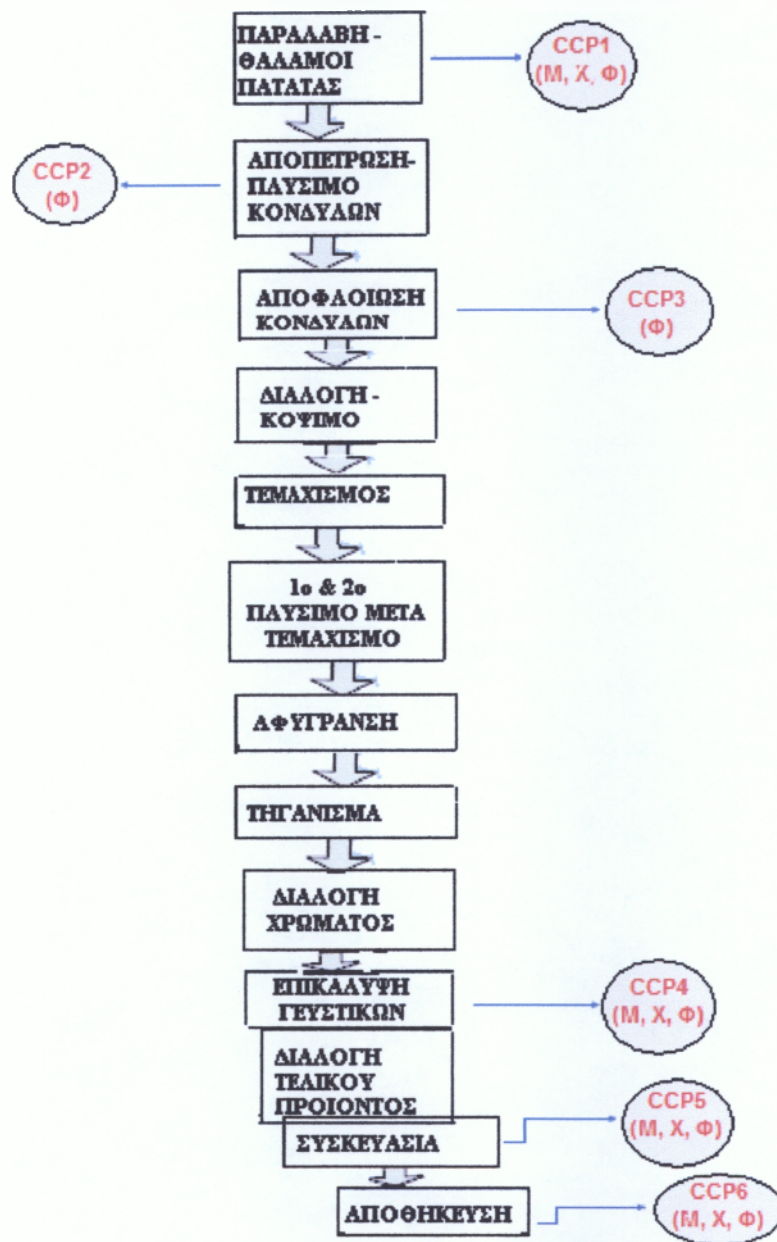 ΠΑΡΑΛΑΒΗ -
ΘΑΛΑΜΟΙ
ΠΑΤΑΤΑΣ
CCP1
(Μ, Χ, Φ)
CCP2
(Φ)
ΑΠΟΠΕΤΡΩΣΗ-
ΠΛΥΣΙΜΟ
ΚΟΝΔΥΛΩΝ
ΑΠΟΦΛΟΙΩΣΗ
ΚΟΝΔΥΛΩΝ
CCP3
(Φ)
ΔΙΑΛΟΓΗ -
ΚΟΨΙΜΟ
ΤΕΜΑΧΙΣΜΟΣ
1ο & 2ο
ΠΛΥΣΙΜΟ ΜΕΤΑ
ΤΕΜΑΧΙΣΜΟ
ΑΦΥΓΡΑΝΣΗ
ΤΗΓΑΝΙΣΜΑ
ΔΙΑΛΟΓΗ
ΧΡΩΜΑΤΟΣ
ΕΠΙΚΑΛΥΨΗ
ΓΕΥΣΤΙΚΩΝ
CCP4
(Μ, Χ, Φ)
ΔΙΑΛΟΓΗ
ΤΕΛΙΚΟΥ
ΠΡΟΙΟΝΤΟΣ
ΣΥΣΚΕΥΑΣΙΑ
CCP5
(Μ, Χ, Φ)
ΑΠΟΘΗΚΕΥΣΗ
CCP6
(Μ, Χ, Φ)